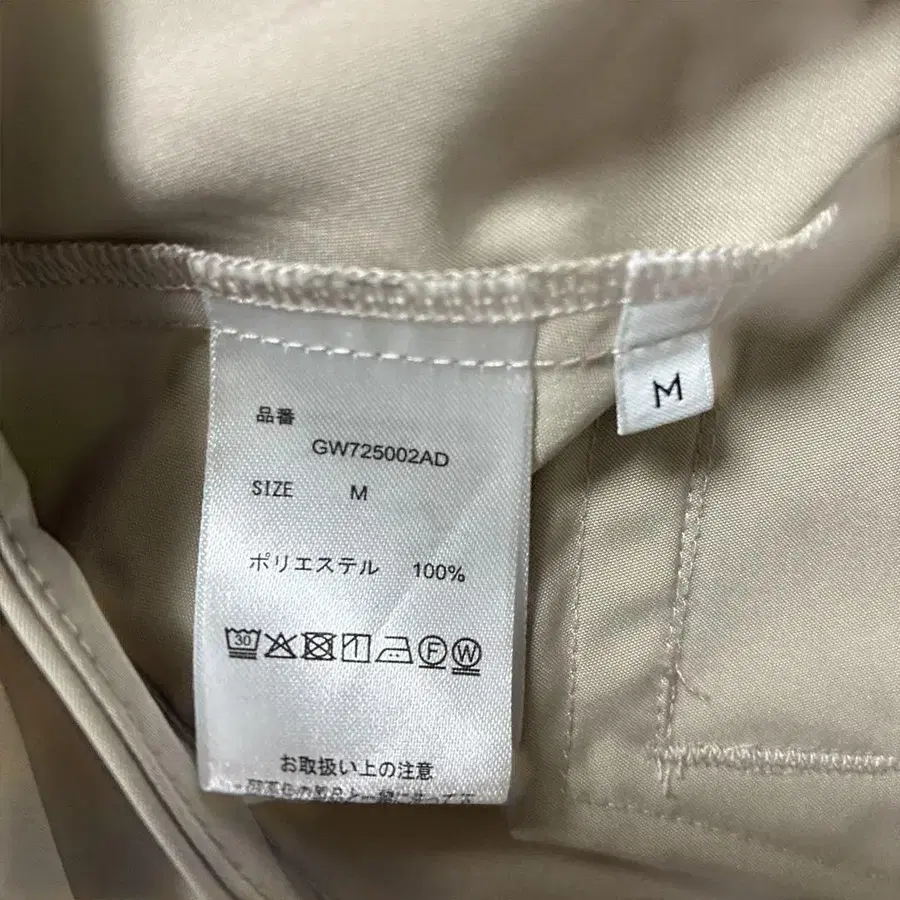 品番
GW725002AD
SIZE M
ポリエステル 100%
30 F W
お取扱い上の注意
M